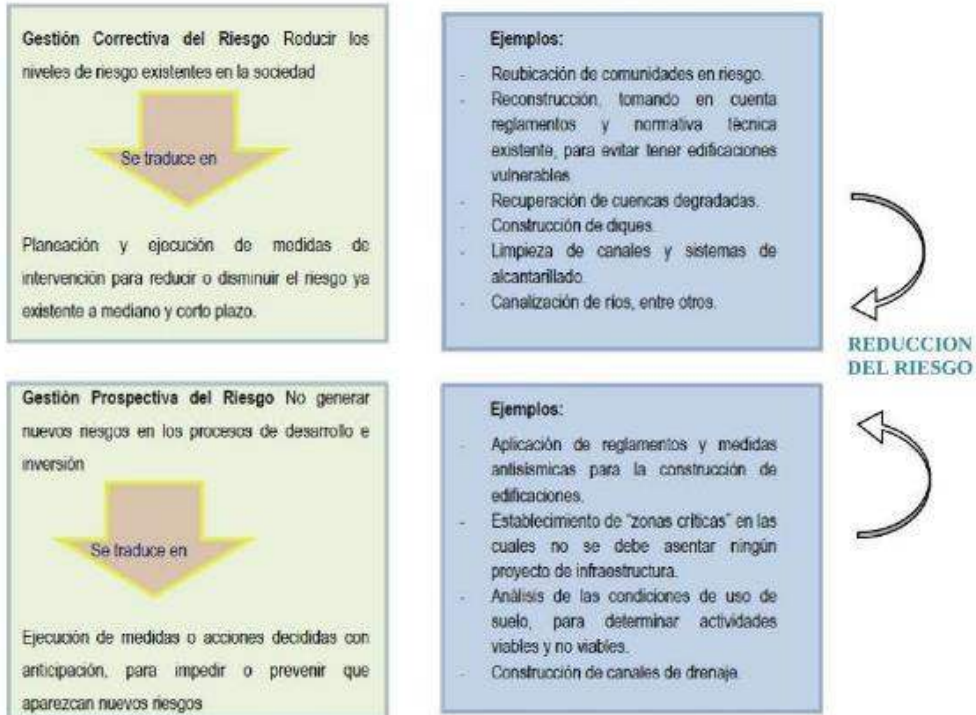 Gestión Correctiva del Riesgo Reducir los
niveles de riesgo existentes en la sociedad
Se traduce en
Planeación y ejecución de medidas de
intervención para reducir o disminuir el riesgo ya
existente a mediano y corto plazo.
Ejemplos:
- Reubicación de comunidades en riesgo.
- Reconstrucción, tomando en cuenta
reglamentos y normativa técnica
existente, para evitar tener edificaciones
vulnerables
- Recuperación de cuencas degradadas.
- Construcción de diques.
- Limpieza de canales y sistemas de
alcantarillado.
- Canalización de ríos, entre otros.
REDUCCION
DEL RIESGO
Gestión Prospectiva del Riesgo No generar
nuevos riesgos en los procesos de desarrollo e
inversión
Se traduce en
Ejecución de medidas o acciones decididas con
anticipación, para impedir o prevenir que
aparezcan nuevos riesgos
Ejemplos:
- Aplicación de reglamentos y medidas
antisísmicas para la construcción de
edificaciones.
- Establecimiento de "zonas críticas" en las
cuales no se debe asentar ningún
proyecto de infraestructura.
- Análisis de las condiciones de uso de
suelo, para determinar actividades
viables y no viables.
- Construcción de canales de drenaje.